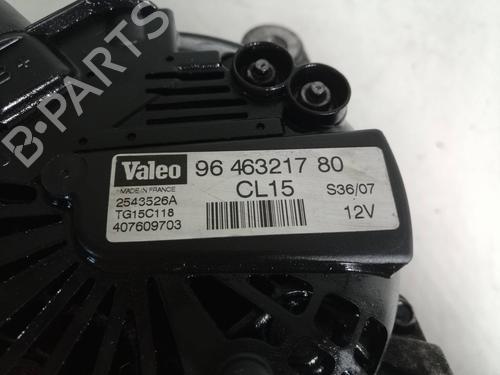 B-PARTS
+
Valeo 96 463217 80
MADE IN FRANCE CL15 S36/07
2543526A
TG15C118 12V
407609703